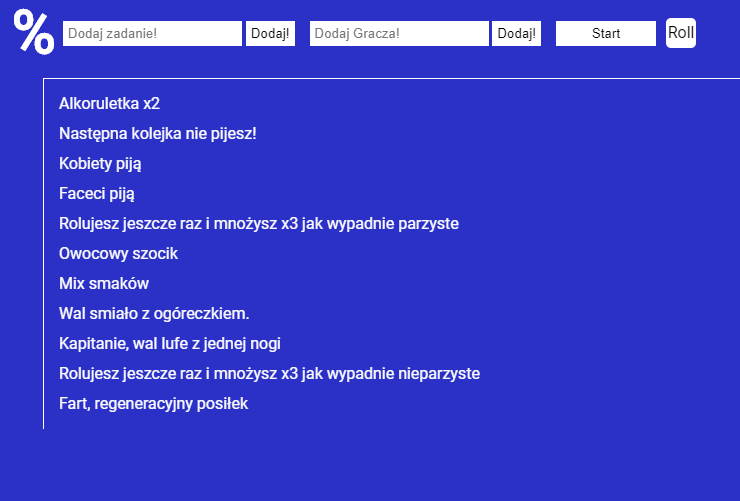 %
Dodaj zadanie! Dodaj! Dodaj Gracza! Dodaj! Start Roll
Alkoruletka x2
Następna kolejka nie pijesz!
Kobiety piją
Faceci piją
Rolujesz jeszcze raz i mnożysz x3 jak wypadnie parzyste
Owocowy szocik
Mix smaków
Wal smiało z ogóreczkiem.
Kapitanie, wal lufe z jednej nogi
Rolujesz jeszcze raz i mnożysz x3 jak wypadnie nieparzyste
Fart, regeneracyjny posiłek